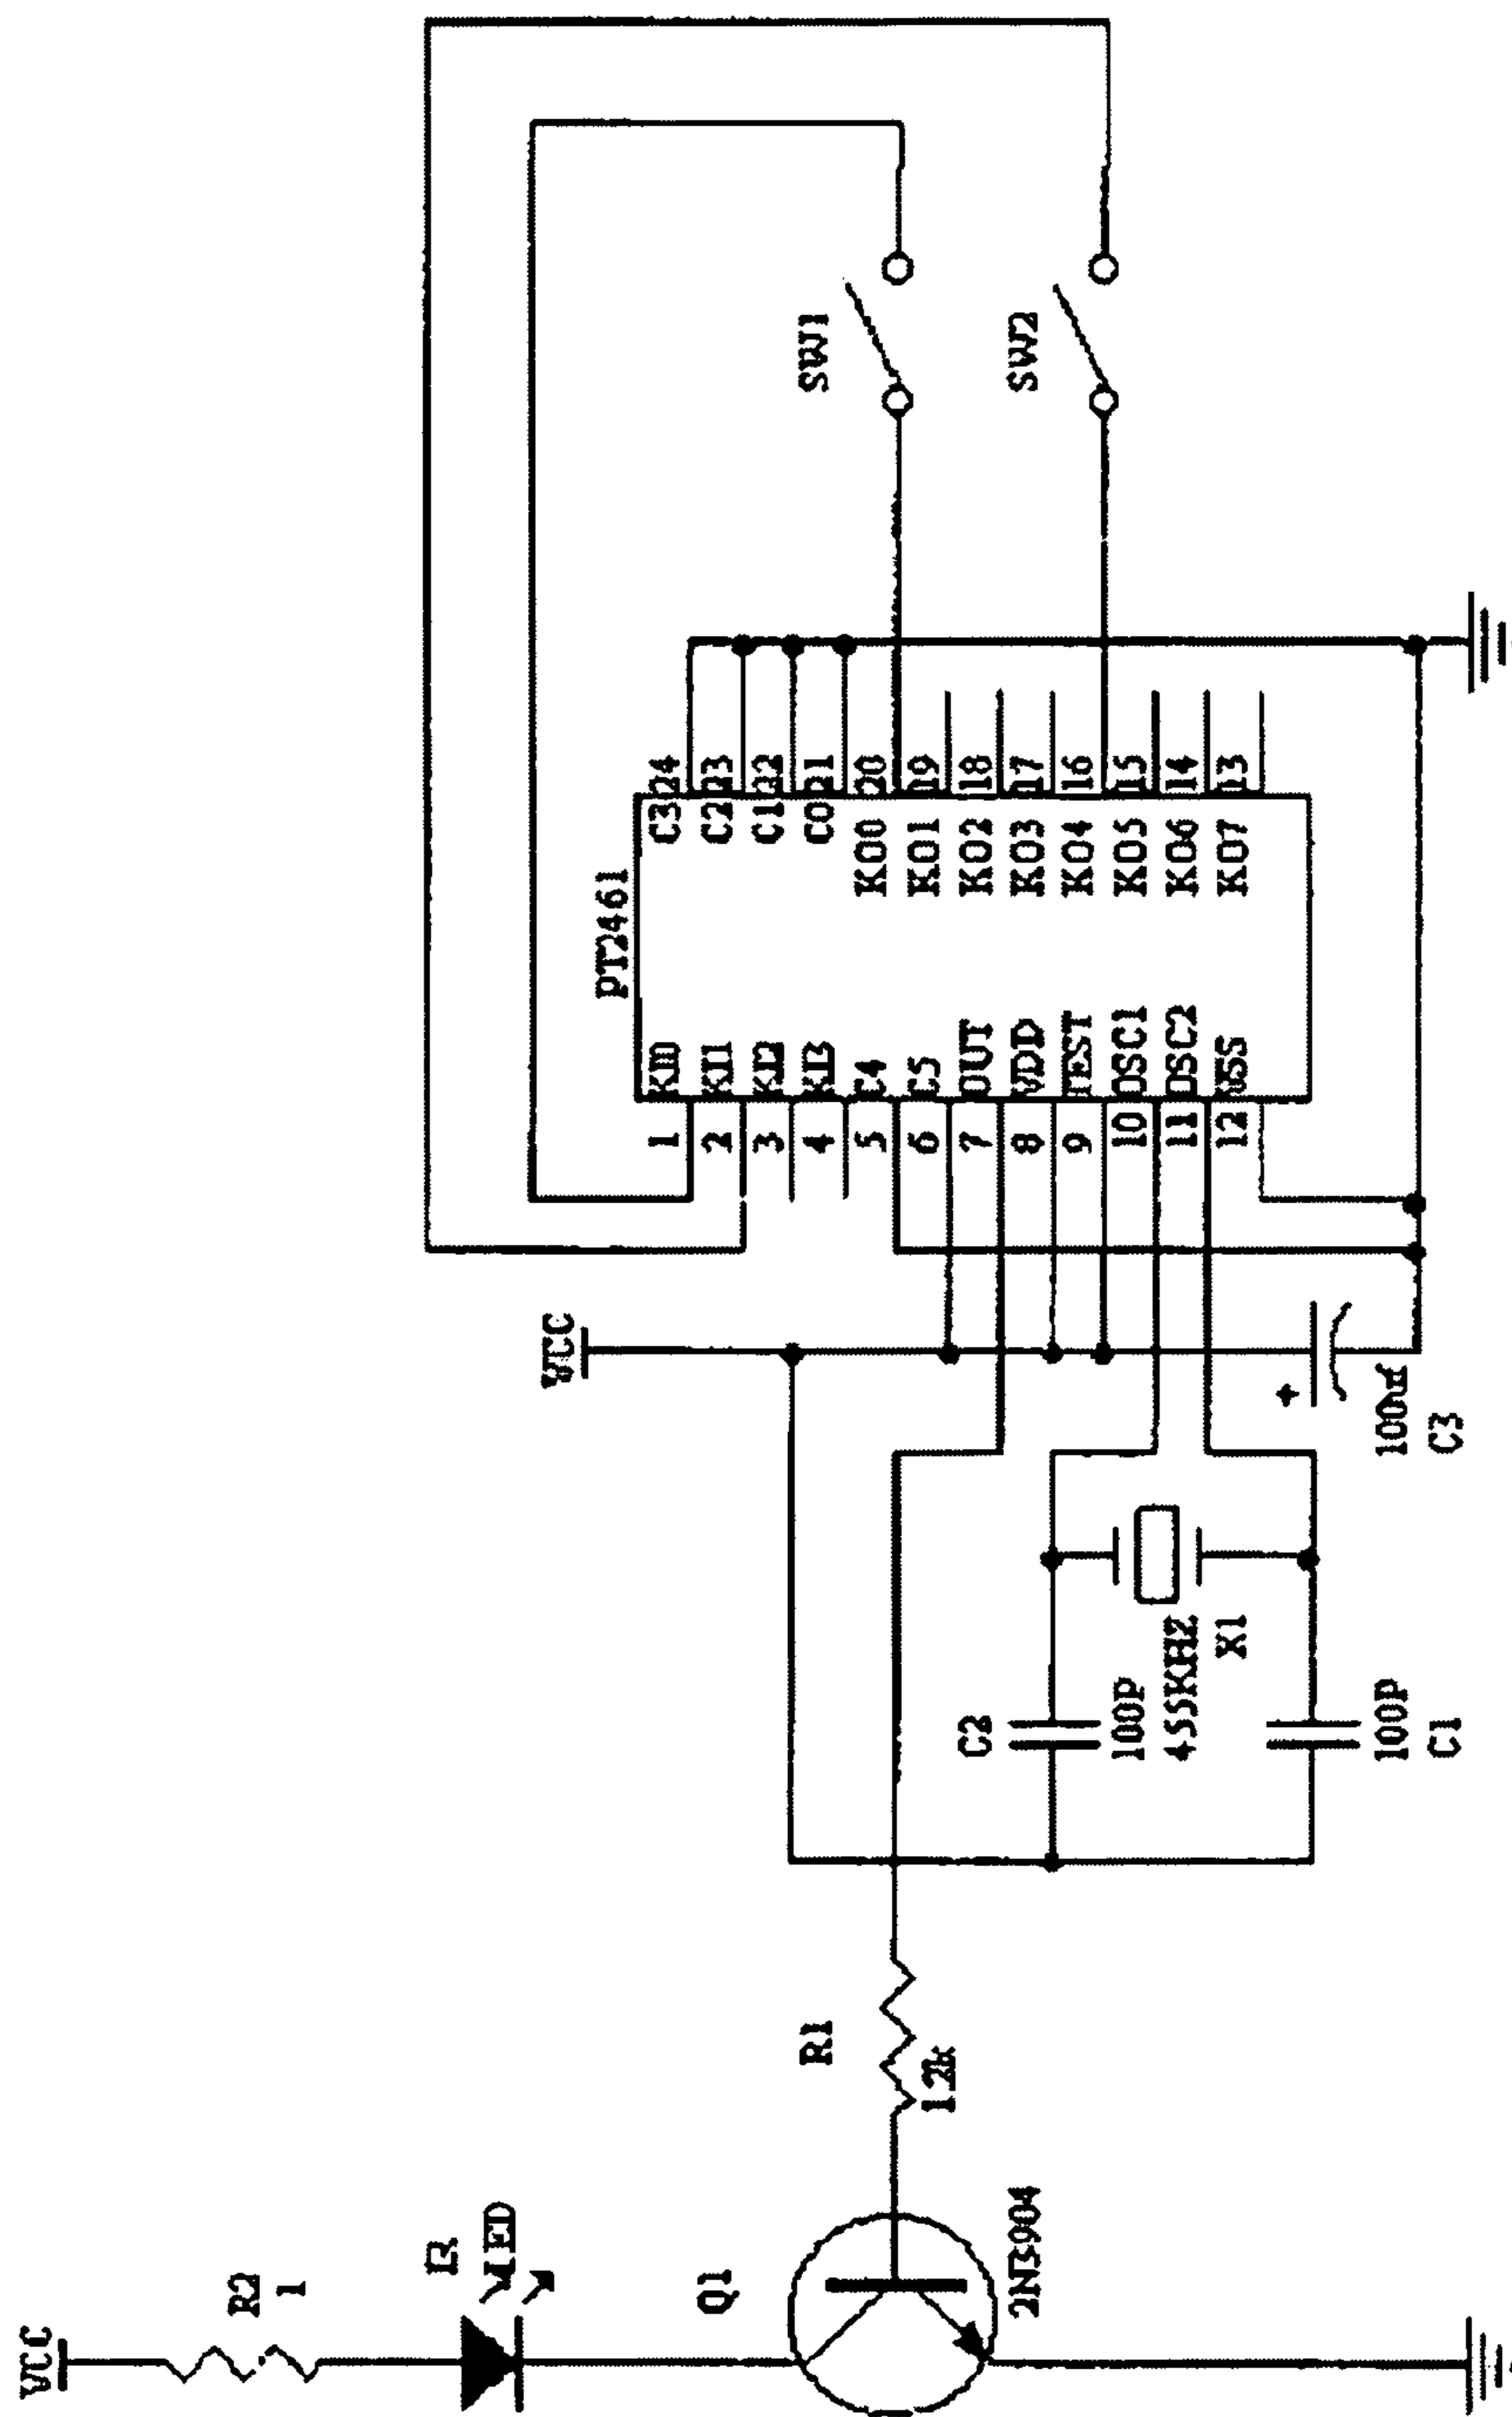 VCC
R2
1
IR
LED
Q1
2N3904
R1
1.2k
VCC
C2
100P
455KHZ
X1
100P
C1
+
100uf
C3
PT2461
1
2
3
4
5
6
7
8
9
10
11
12
KI0
KI1
KI2
KI3
C4
C5
OUT
VDD
TEST
OSC1
OSC2
VSS
C3
C2
C1
C0
KO0
KO1
KO2
KO3
KO4
KO5
KO6
KO7
24
23
22
21
20
19
18
17
16
15
14
13
SW1
SW2